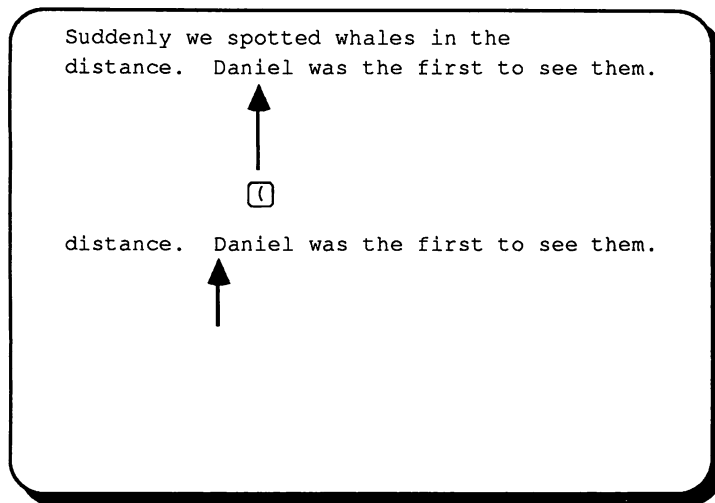 Suddenly we spotted whales in the
distance.  Daniel was the first to see them.
(
distance.  Daniel was the first to see them.